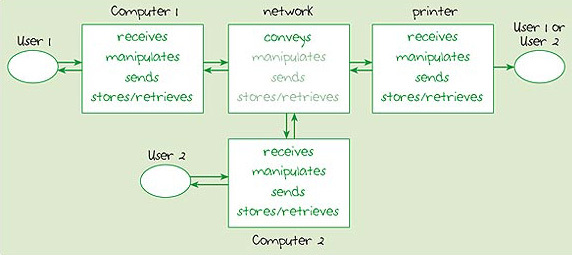 Computer 1
network
printer
User 1
User 1 or
User 2
receives
manipulates
sends
stores/retrieves
conveys
manipulates
sends
stores/retrieves
receives
manipulates
sends
stores/retrieves
User 2
receives
manipulates
sends
stores/retrieves
Computer 2